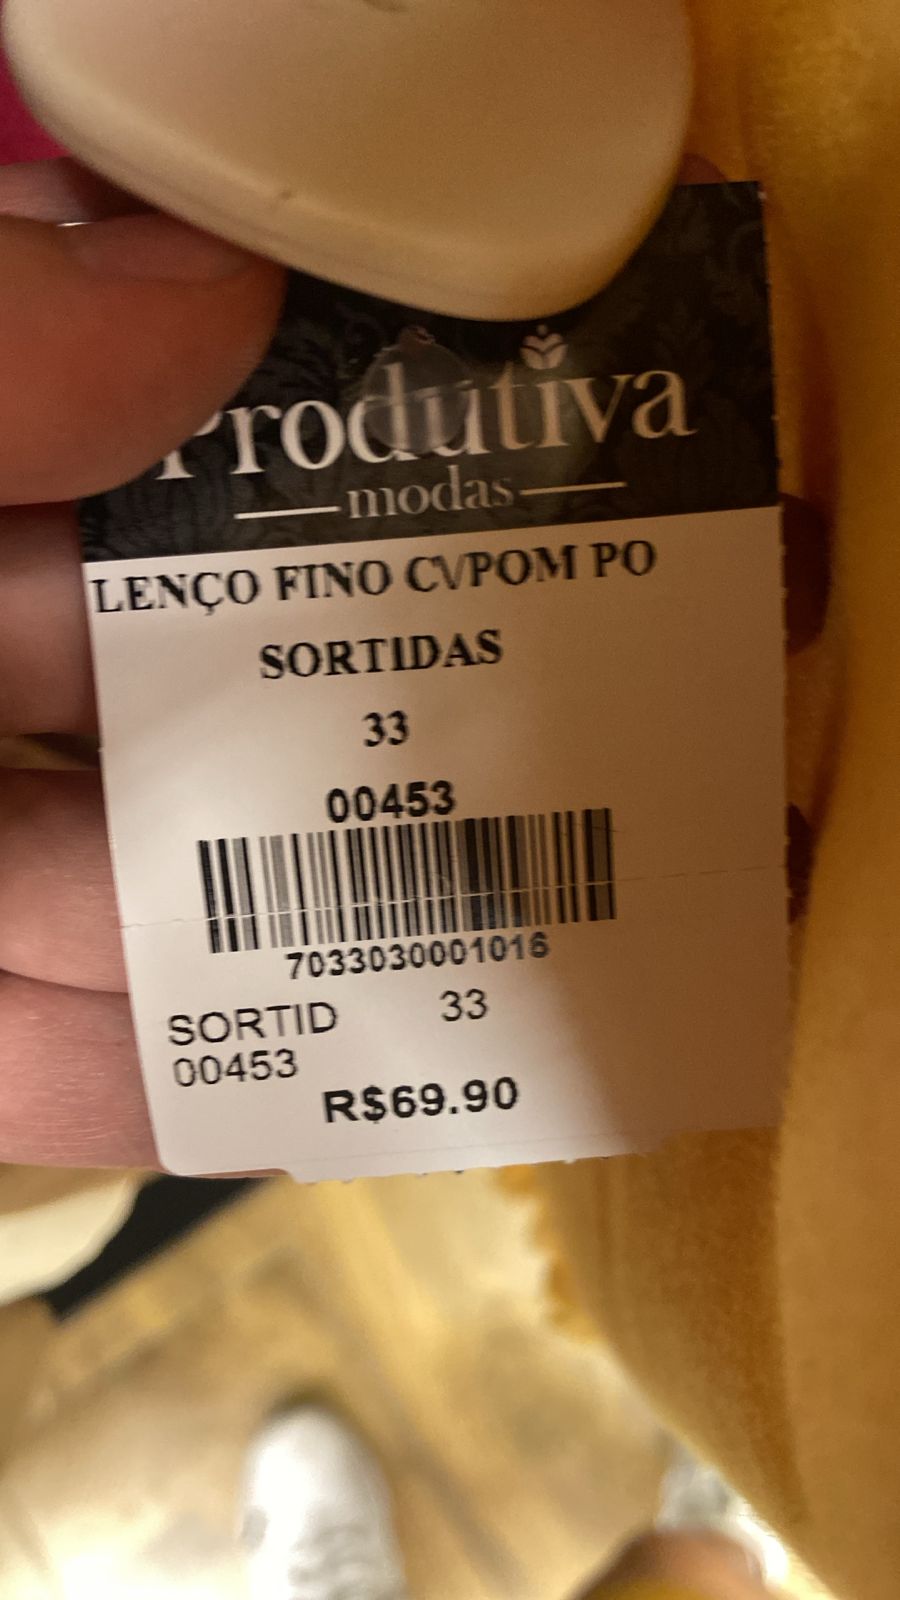 Produtiva
modas
LENÇO FINO C\/POM PO
SORTIDAS
33
00453
7033030001016
SORTID 33
00453
R$69.90